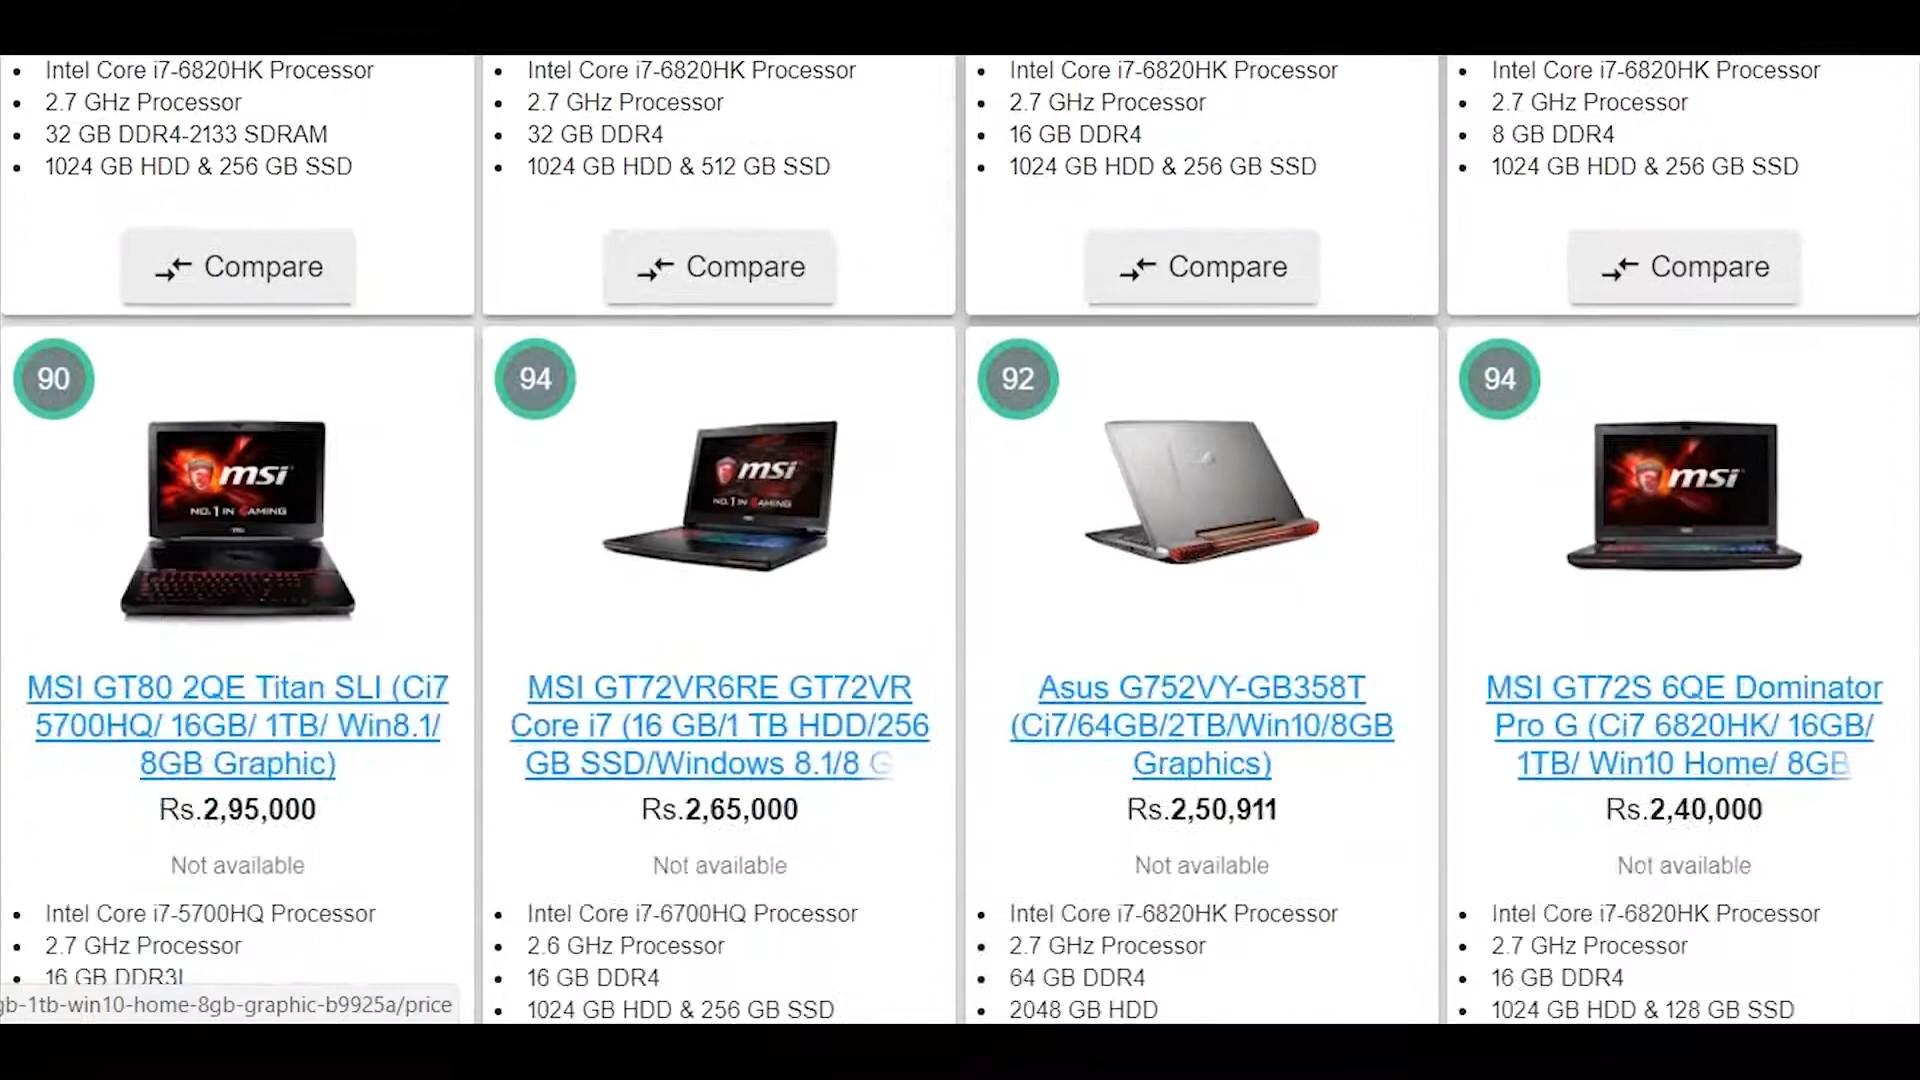 Intel Core i7-6820HK Processor
2.7 GHz Processor
32 GB DDR4-2133 SDRAM
1024 GB HDD & 256 GB SSD
Compare
Intel Core i7-6820HK Processor
2.7 GHz Processor
32 GB DDR4
1024 GB HDD & 512 GB SSD
Compare
Intel Core i7-6820HK Processor
2.7 GHz Processor
16 GB DDR4
1024 GB HDD & 256 GB SSD
Compare
Intel Core i7-6820HK Processor
2.7 GHz Processor
8 GB DDR4
1024 GB HDD & 256 GB SSD
Compare
90
msi
NO.1 IN GAMING
MSI GT80 2QE Titan SLI (Ci7
5700HQ/ 16GB/ 1TB/ Win8.1/
8GB Graphic)
Rs.2,95,000
Not available
Intel Core i7-5700HQ Processor
2.7 GHz Processor
16 GB DDR3L
gb-1tb-win10-home-8gb-graphic-b9925a/price
94
msi
NO.1 IN GAMING
MSI GT72VR6RE GT72VR
Core i7 (16 GB/1 TB HDD/256
GB SSD/Windows 8.1/8 G
Rs.2,65,000
Not available
Intel Core i7-6700HQ Processor
2.6 GHz Processor
16 GB DDR4
1024 GB HDD & 256 GB SSD
92
Asus G752VY-GB358T
(Ci7/64GB/2TB/Win10/8GB
Graphics)
Rs.2,50,911
Not available
Intel Core i7-6820HK Processor
2.7 GHz Processor
64 GB DDR4
2048 GB HDD
94
msi
MSI GT72S 6QE Dominator
Pro G (Ci7 6820HK/ 16GB/
1TB/ Win10 Home/ 8GB
Rs.2,40,000
Not available
Intel Core i7-6820HK Processor
2.7 GHz Processor
16 GB DDR4
1024 GB HDD & 128 GB SSD